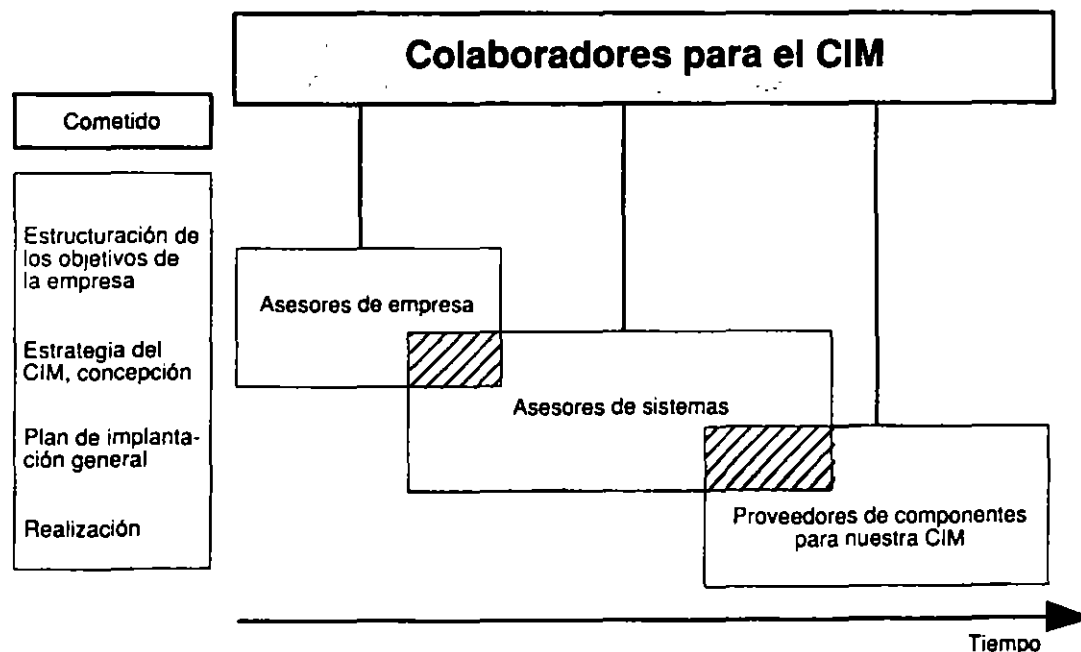 Colaboradores para el CIM
Cometido
Estructuración de
los objetivos de
la empresa
Estrategia del
CIM, concepción
Plan de implanta-
ción general
Realización
Asesores de empresa
Asesores de sistemas
Proveedores de componentes
para nuestra CIM
Tiempo